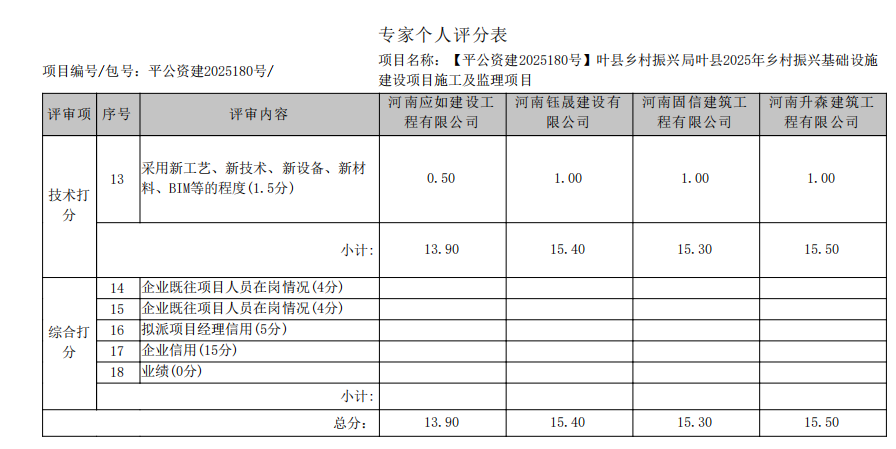 专家个人评分表
项目编号/包号：平公资建2025180号/
项目名称：【平公资建2025180号】叶县乡村振兴局叶县2025年乡村振兴基础设施
建设项目施工及监理项目
评审项 序号 评审内容 河南应如建设工程有限公司 河南钰晟建设有限公司 河南固信建筑工程有限公司 河南升森建筑工程有限公司
技术打分
13 采用新工艺、新技术、新设备、新材料、BIM等的程度(1.5分) 0.50 1.00 1.00 1.00
小计: 13.90 15.40 15.30 15.50
综合打分
14 企业既往项目人员在岗情况(4分)
15 企业既往项目人员在岗情况(4分)
16 拟派项目经理信用(5分)
17 企业信用(15分)
18 业绩(0分)
小计:
总分: 13.90 15.40 15.30 15.50